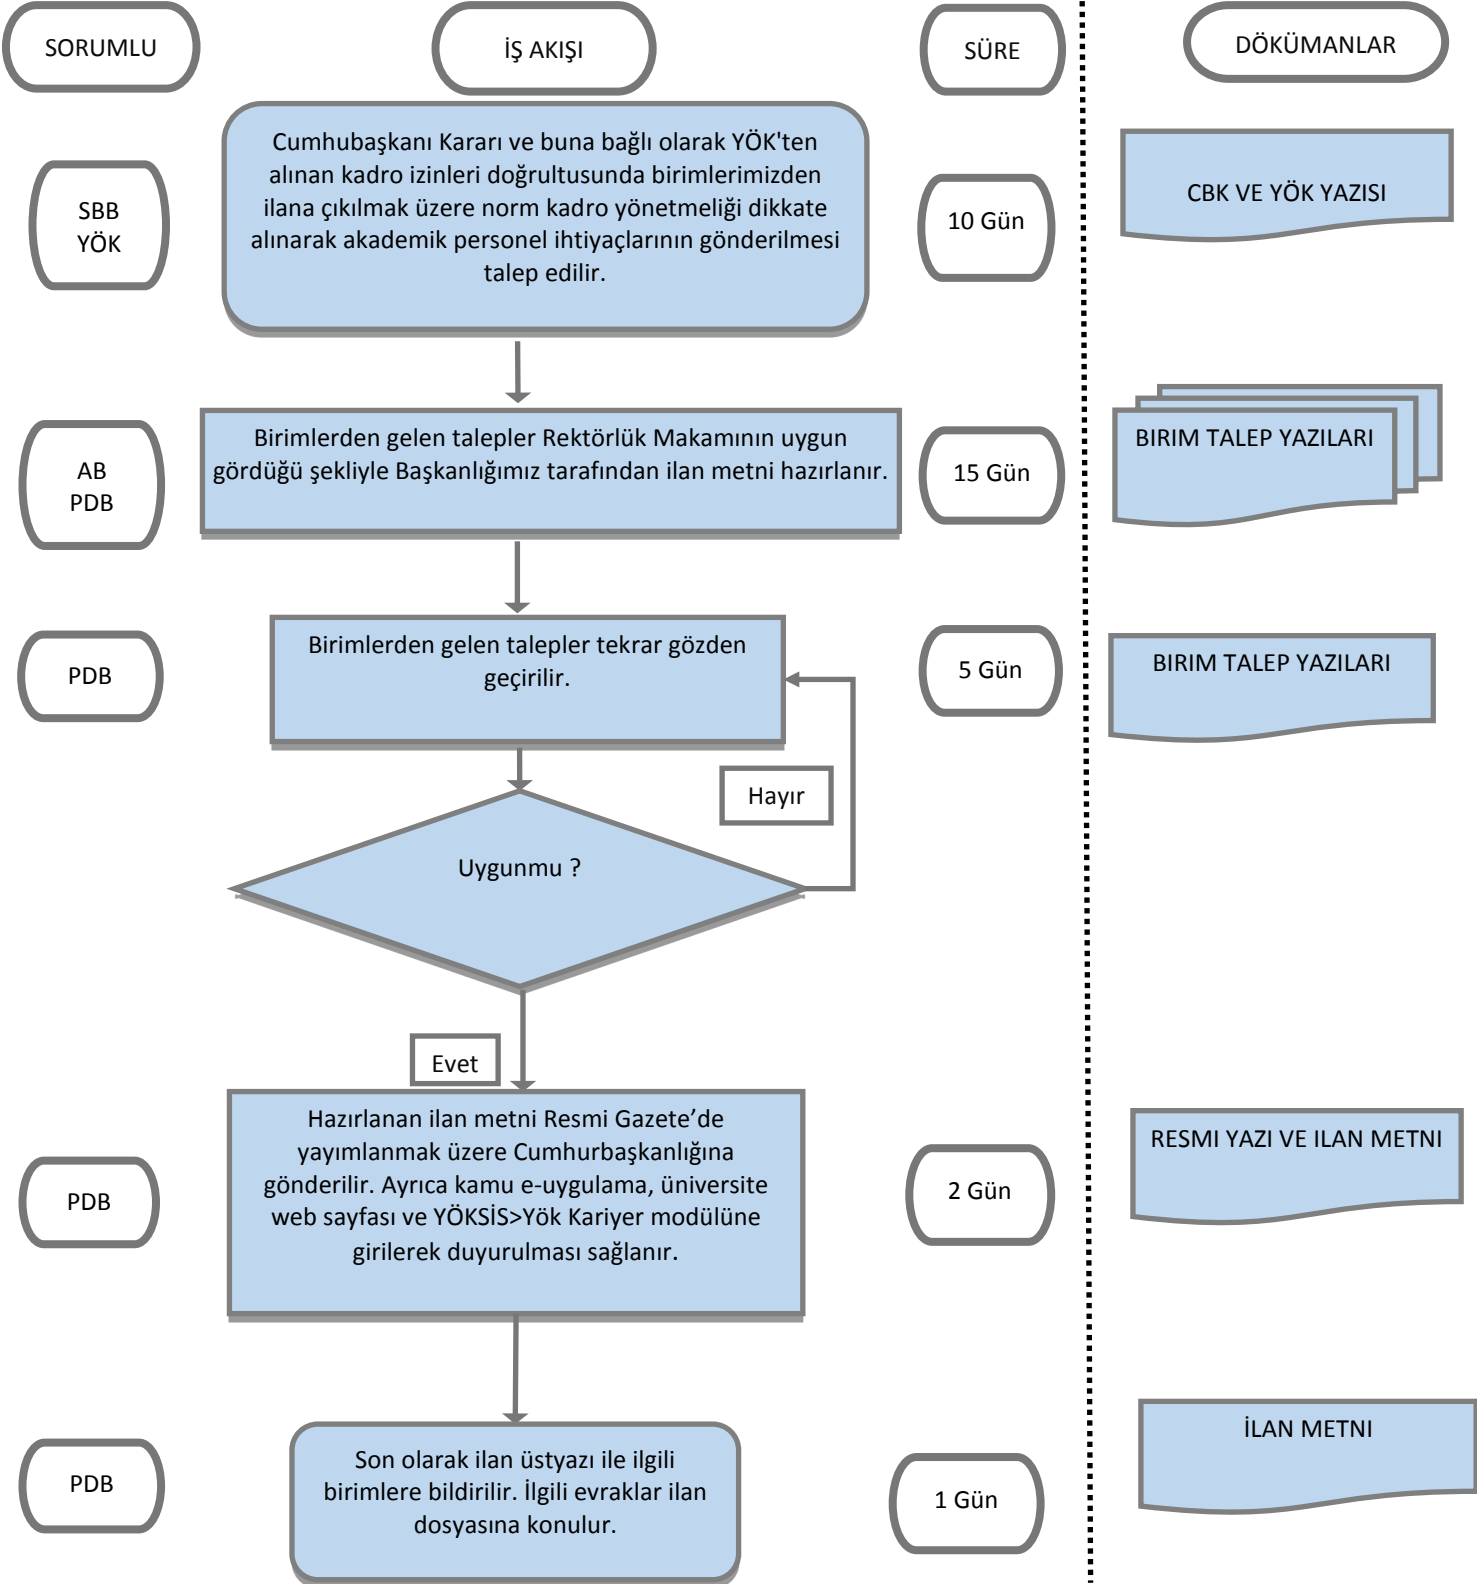 SORUMLU
İŞ AKIŞI
SÜRE
DÖKÜMANLAR
SBB
YÖK
Cumhubaşkanı Kararı ve buna bağlı olarak YÖK'ten
alınan kadro izinleri doğrultusunda birimlerimizden
ilana çıkılmak üzere norm kadro yönetmeliği dikkate
alınarak akademik personel ihtiyaçlarının gönderilmesi
talep edilir.
10 Gün
CBK VE YÖK YAZISI
AB
PDB
Birimlerden gelen talepler Rektörlük Makamının uygun
gördüğü şekliyle Başkanlığımız tarafından ilan metni hazırlanır.
15 Gün
BIRIM TALEP YAZILARI
PDB
Birimlerden gelen talepler tekrar gözden
geçirilir.
5 Gün
BIRIM TALEP YAZILARI
Hayır
Uygunmu ?
Evet
PDB
Hazırlanan ilan metni Resmi Gazete’de
yayımlanmak üzere Cumhurbaşkanlığına
gönderilir. Ayrıca kamu e-uygulama, üniversite
web sayfası ve YÖKSİS>Yök Kariyer modülüne
girilerek duyurulması sağlanır.
2 Gün
RESMI YAZI VE ILAN METNI
PDB
Son olarak ilan üstyazı ile ilgili
birimlere bildirilir. İlgili evraklar ilan
dosyasına konulur.
1 Gün
İLAN METNI